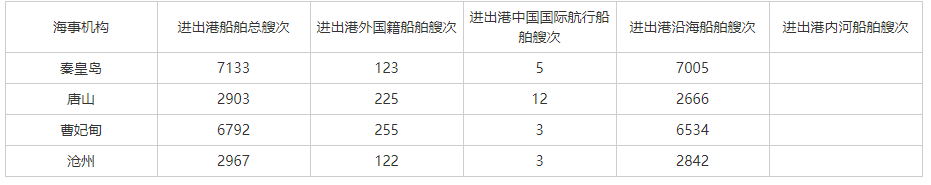 海事机构 进出港船舶总艘次 进出港外国籍船舶艘次 进出港中国国际航行船舶艘次 进出港沿海船舶艘次 进出港内河船舶艘次
秦皇岛 7133 123 5 7005
唐山 2903 225 12 2666
曹妃甸 6792 255 3 6534
沧州 2967 122 3 2842